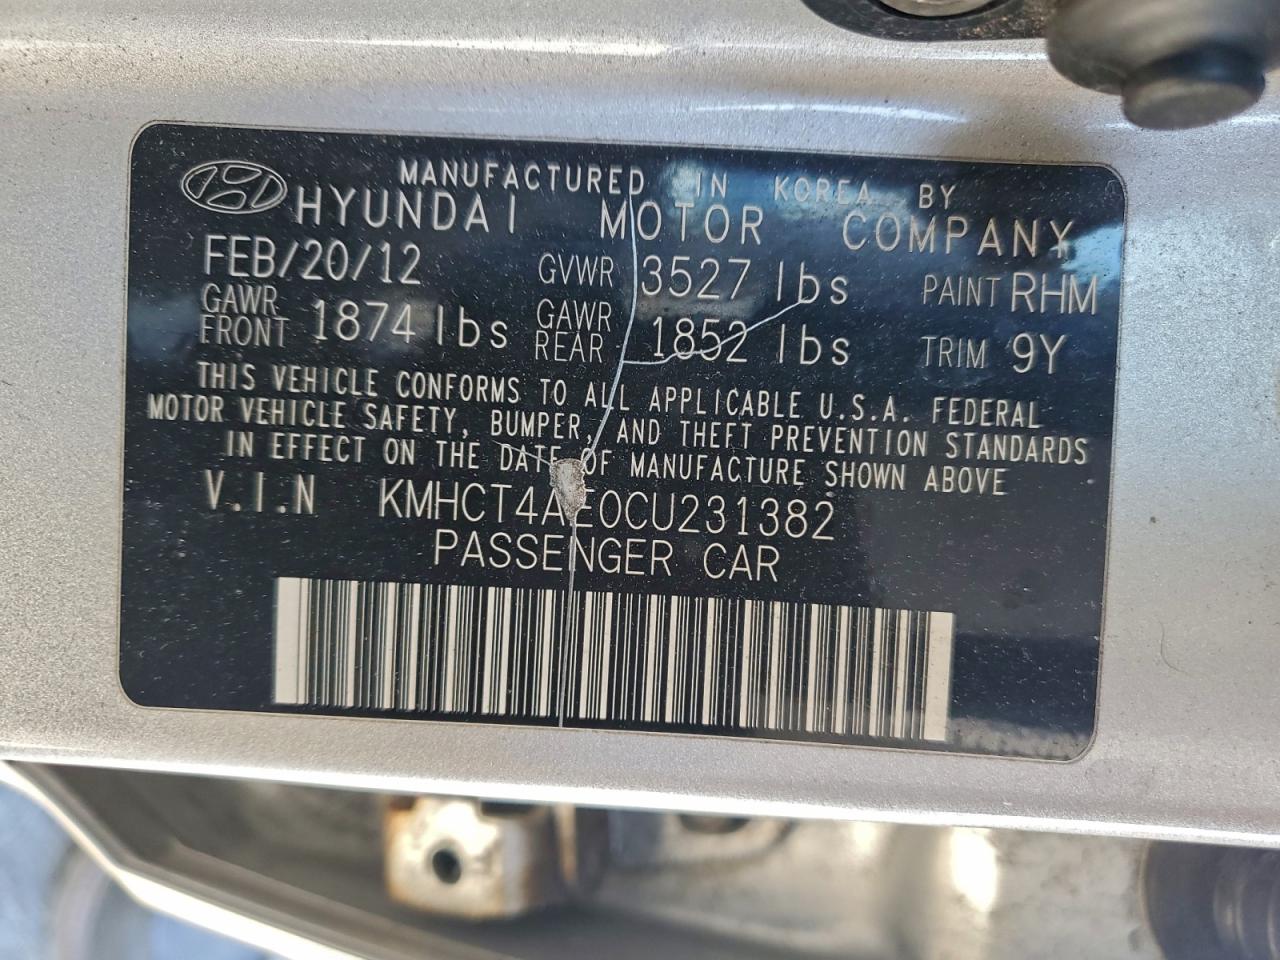 MANUFACTURED IN KOREA BY
HYUNDAI MOTOR COMPANY
FEB/20/12 GVWR 3527 lbs PAINT RHM
GAWR FRONT 1874 lbs GAWR REAR 1852 lbs TRIM 9Y
THIS VEHICLE CONFORMS TO ALL APPLICABLE U.S.A. FEDERAL
MOTOR VEHICLE SAFETY, BUMPER, AND THEFT PREVENTION STANDARDS
IN EFFECT ON THE DATE OF MANUFACTURE SHOWN ABOVE
V.I.N KMHCT4AE0CU231382
PASSENGER CAR